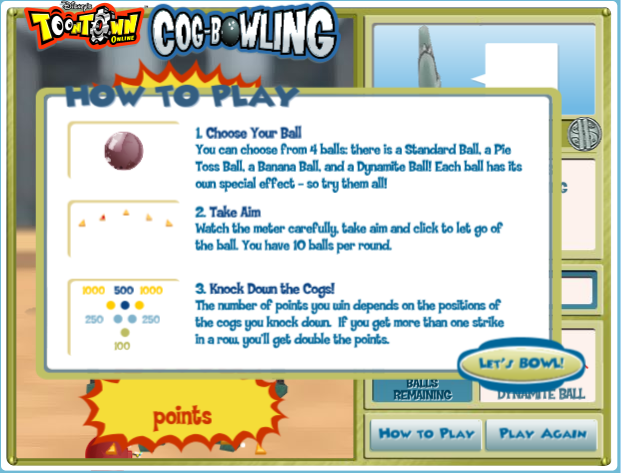 Disney's
TOONTOWN
ONLINE
COG-BOWLING
HOW TO PLAY
1. Choose Your Ball
You can choose from 4 balls: there is a Standard Ball, a Pie
Toss Ball, a Banana Ball, and a Dynamite Ball! Each ball has its
own special effect - so try them all!
2. Take Aim
Watch the meter carefully, take aim and click to let go of
the ball. You have 10 balls per round.
1000 500 1000
250 250
100
3. Knock Down the Cogs!
The number of points you win depends on the positions of
the cogs you knock down. If you get more than one strike
in a row, you'll get double the points.
LET'S BOWL!
points
BALLS
REMAINING
DYNAMITE BALL
HOW TO PLAY
PLAY AGAIN